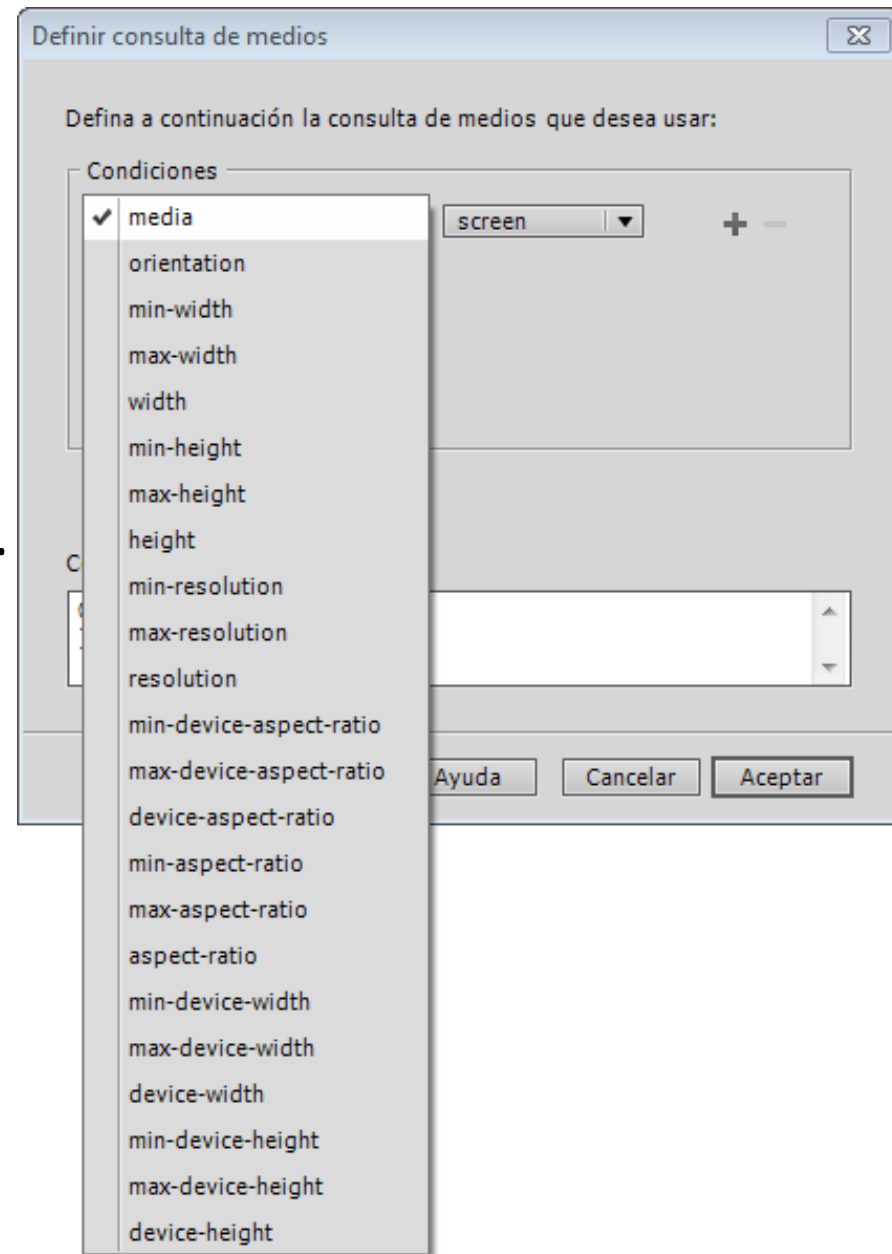 Definir consulta de medios
Defina a continuación la consulta de medios que desea usar:
Condiciones
media
screen
orientation
min-width
max-width
width
min-height
max-height
height
min-resolution
max-resolution
resolution
min-device-aspect-ratio
max-device-aspect-ratio
Ayuda
Cancelar
Aceptar
device-aspect-ratio
min-aspect-ratio
max-aspect-ratio
aspect-ratio
min-device-width
max-device-width
device-width
min-device-height
max-device-height
device-height